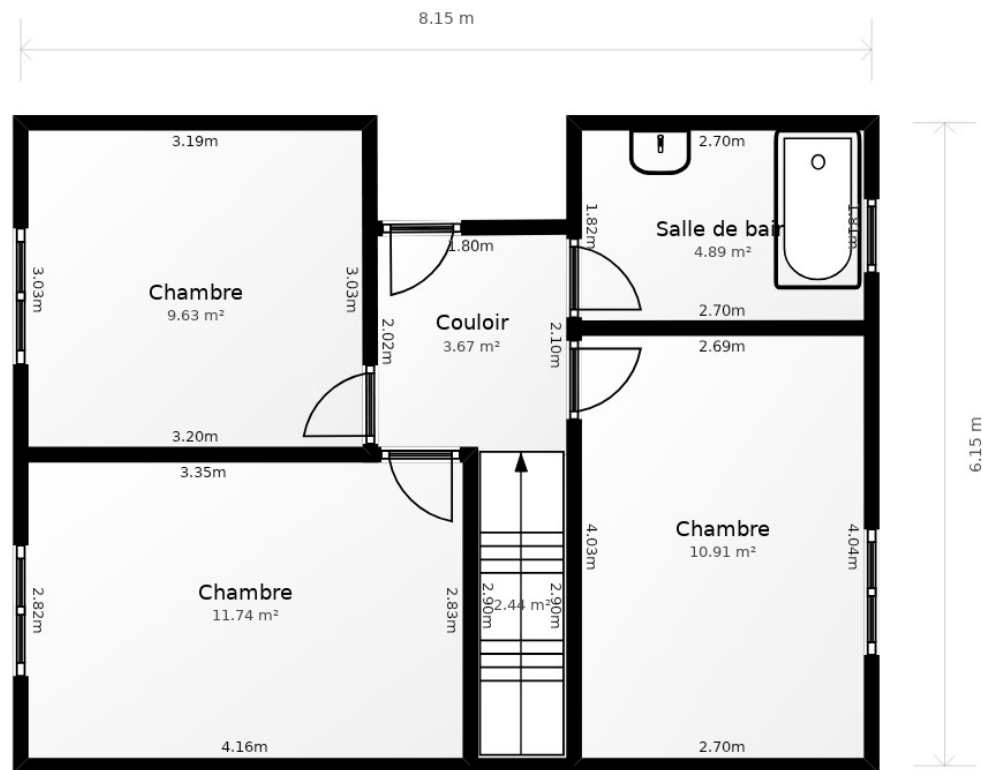 8.15 m
3.19m
2.70m
1.82m
1.81m
Salle de bain
4.89 m²
1.80m
3.03m
3.03m
Chambre
9.63 m²
2.02m
Couloir
3.67 m²
2.10m
2.70m
2.69m
3.20m
3.35m
6.15 m
4.03m
Chambre
10.91 m²
4.04m
2.82m
Chambre
11.74 m²
2.83m
2.90m
2.44 m²
2.90m
4.16m
2.70m